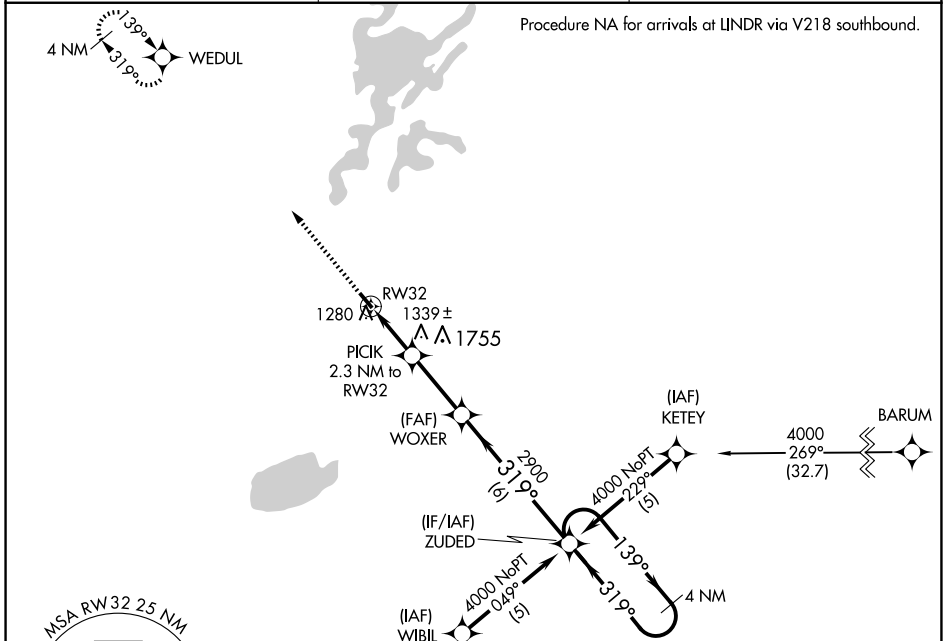 Procedure NA for arrivals at LINDR via V218 southbound.
139°
4 NM
319°
WEDUL
RW32
1280
1339 ±
1755
PICIK
2.3 NM to
RW32
(FAF)
WOXER
(IAF)
KETEY
BARUM
4000
269°
(32.7)
2900
319°
(6)
4000 NoPT
229°
(5)
(IF/IAF)
ZUDED
139°
319°
4 NM
4000 NoPT
049°
(5)
(IAF)
WIBIL
MSA RW32 25 NM